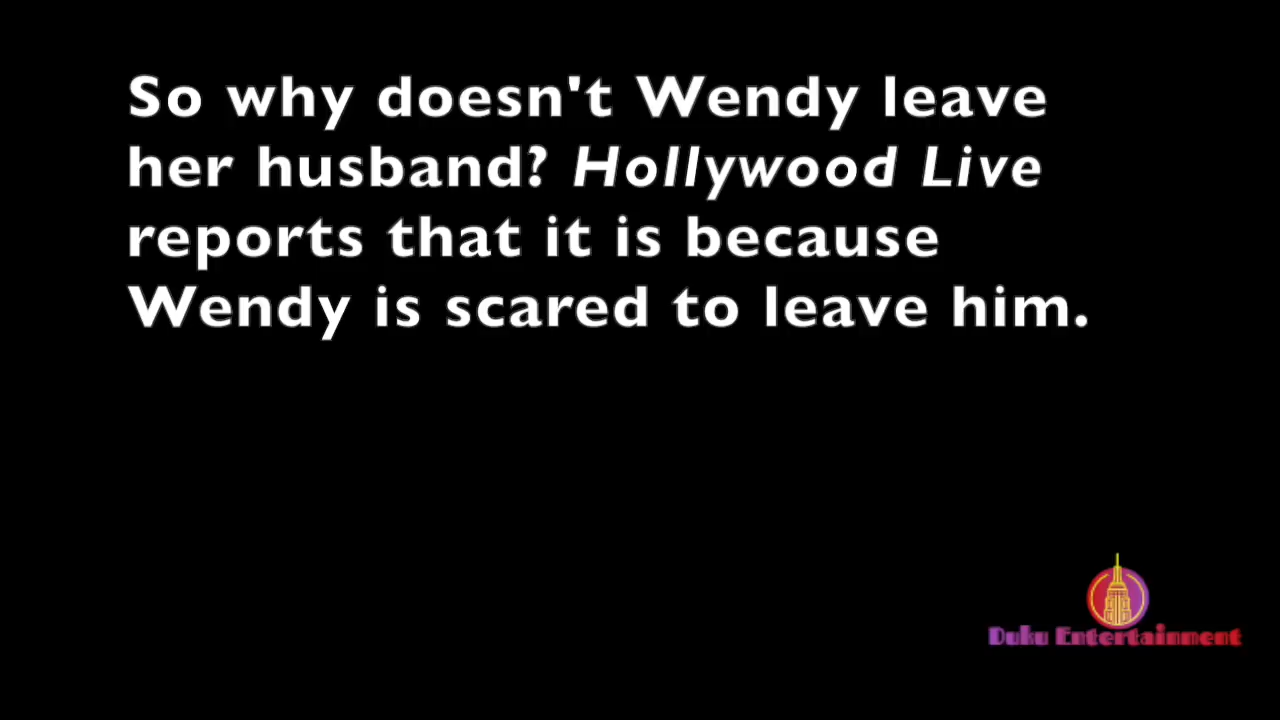 So why doesn't Wendy leave
her husband? Hollywood Live
reports that it is because
Wendy is scared to leave him.
Duku Entertainment